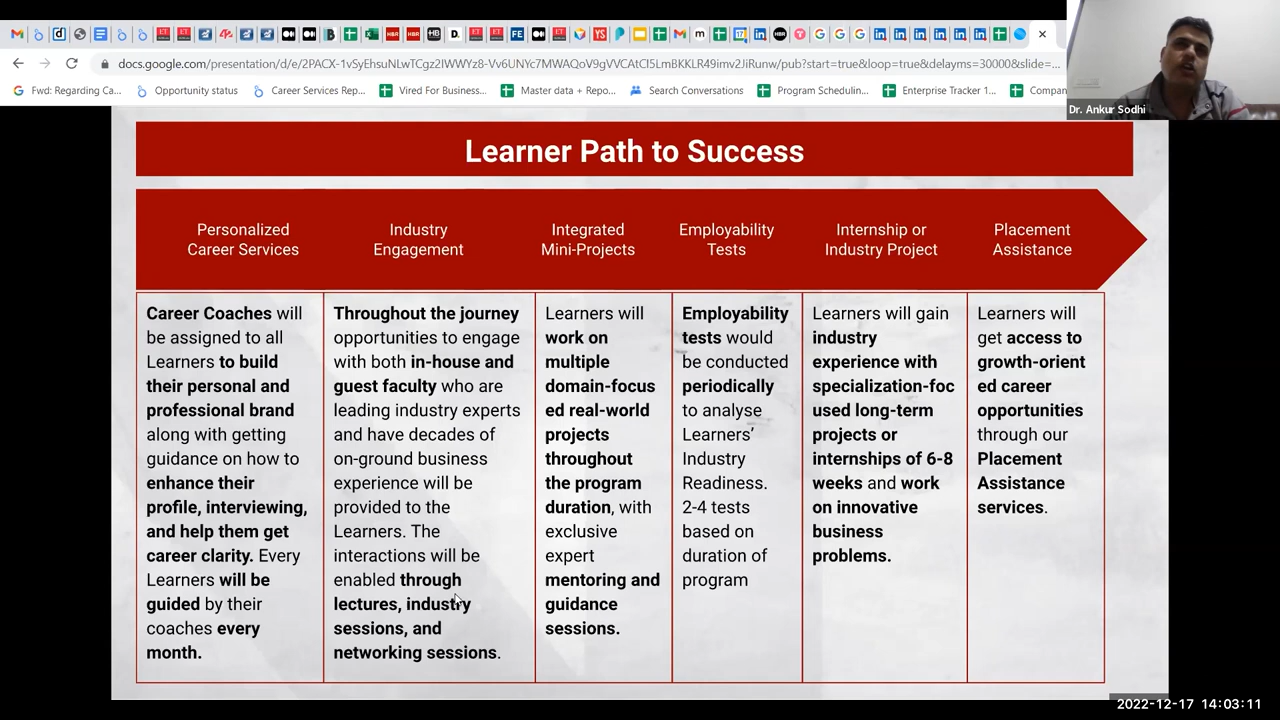 docs.google.com/presentation/d/e/2PACX-1vSyEhsuNLwTCgz2IWWYz8-Vv6UNYc7MWAQoV9gVVCAtCI5LmBKKLR49imv2JiRunw/pub?start=true&loop=true&delayms=30000&slide=...
Fwd: Regarding Ca...
Opportunity status
Career Services Rep...
Vired For Business...
Master data + Repo...
Search Conversations
Program Schedulin...
Enterprise Tracker 1...
Compan
Dr. Ankur Sodhi
Learner Path to Success
Personalized
Career Services
Industry
Engagement
Integrated
Mini-Projects
Employability
Tests
Internship or
Industry Project
Placement
Assistance
Career Coaches will
be assigned to all
Learners to build
their personal and
professional brand
along with getting
guidance on how to
enhance their
profile, interviewing,
and help them get
career clarity. Every
Learners will be
guided by their
coaches every
month.
Throughout the journey
opportunities to engage
with both in-house and
guest faculty who are
leading industry experts
and have decades of
on-ground business
experience will be
provided to the
Learners. The
interactions will be
enabled through
lectures, industry
sessions, and
networking sessions.
Learners will
work on
multiple
domain-focus
ed real-world
projects
throughout
the program
duration, with
exclusive
expert
mentoring and
guidance
sessions.
Employability
tests would
be conducted
periodically
to analyse
Learners’
Industry
Readiness.
2-4 tests
based on
duration of
program
Learners will gain
industry
experience with
specialization-foc
used long-term
projects or
internships of 6-8
weeks and work
on innovative
business
problems.
Learners will
get access to
growth-orient
ed career
opportunities
through our
Placement
Assistance
services.
2022-12-17 14:03:11